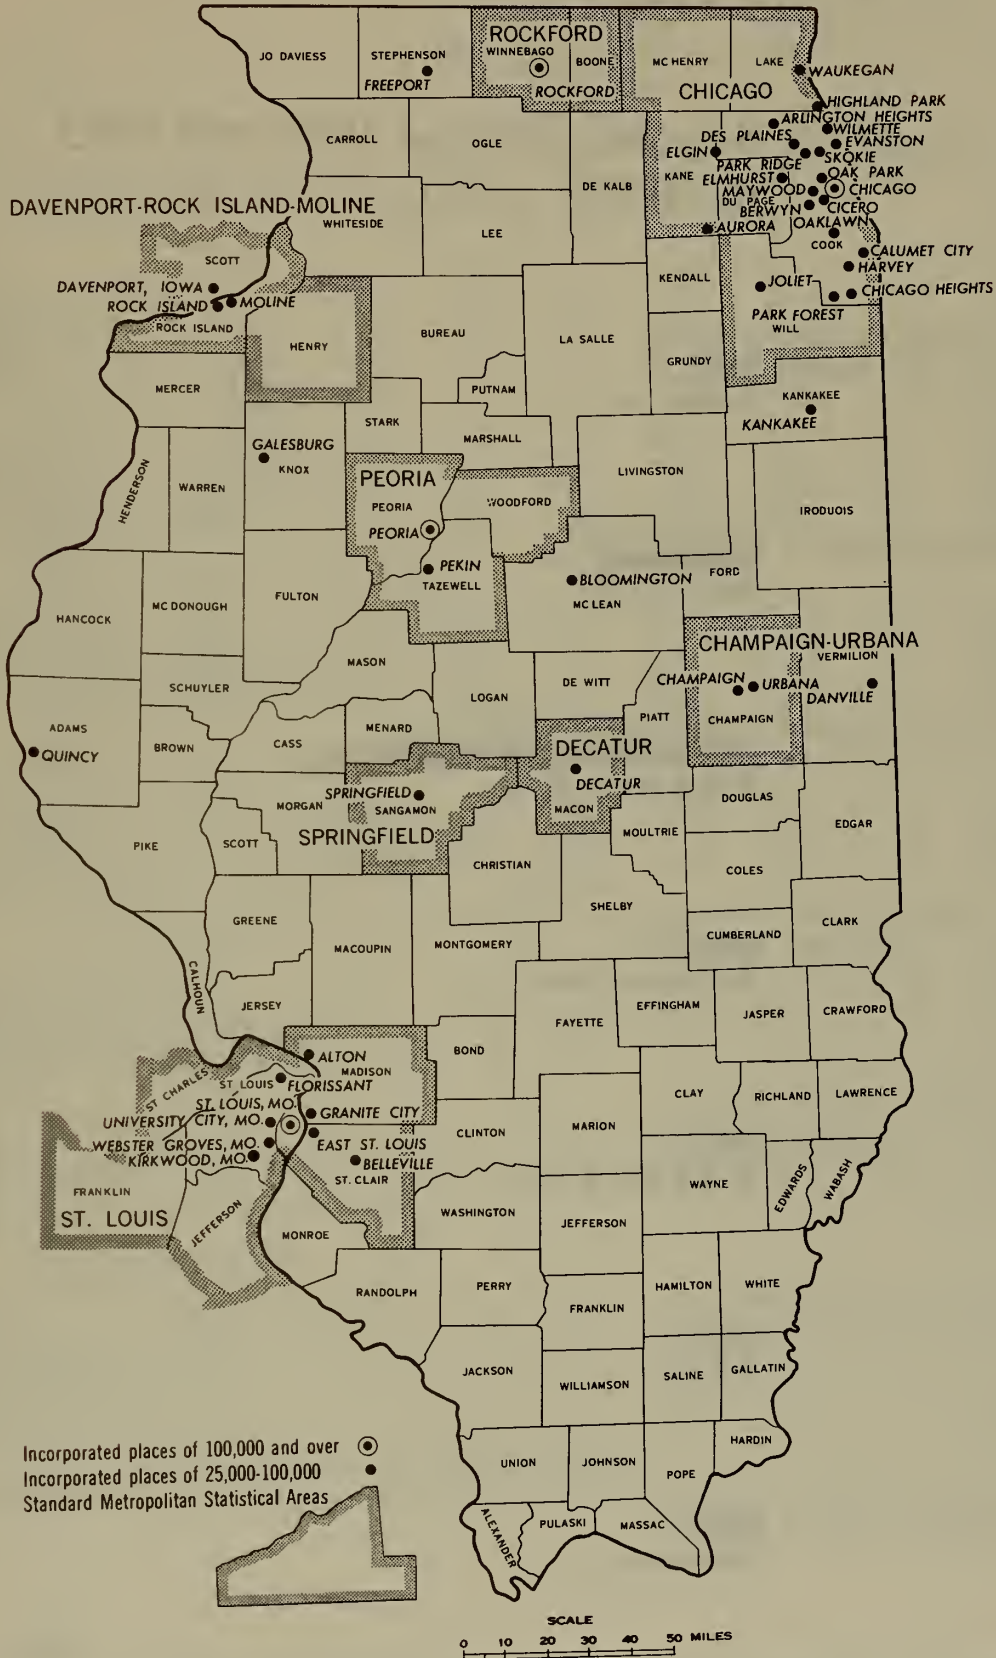 JO DAVIESS
STEPHENSON
FREEPORT
ROCKFORD
WINNEBAGO
BOONE
ROCKFORD
MC HENRY
LAKE
WAUKEGAN
CHICAGO
HIGHLAND PARK
ARLINGTON HEIGHTS
WILMETTE
DES PLAINES
EVANSTON
ELGIN
SKOKIE
PARK RIDGE
OAK PARK
KANE
ELMHURST
CHICAGO
MAYWOOD
DU PAGE
CICERO
BERWYN
OAKLAWN
AURORA
COOK
CALUMET CITY
HARVEY
JOLIET
CHICAGO HEIGHTS
PARK FOREST
WILL
CARROLL
OGLE
DE KALB
DAVENPORT-ROCK ISLAND-MOLINE
WHITESIDE
LEE
SCOTT
DAVENPORT, IOWA
MOLINE
ROCK ISLAND
ROCK ISLAND
HENRY
BUREAU
LA SALLE
KENDALL
GRUNDY
MERCER
PUTNAM
KANKAKEE
KANKAKEE
STARK
MARSHALL
GALESBURG
KNOX
LIVINGSTON
HENDERSON
WARREN
PEORIA
PEORIA
WOODFORD
PEORIA
IRODUOIS
PEKIN
TAZEWELL
BLOOMINGTON
MC LEAN
FORD
HANCOCK
MC DONOUGH
FULTON
CHAMPAIGN-URBANA
VERMILION
MASON
SCHUYLER
LOGAN
DE WITT
CHAMPAIGN
URBANA
DANVILLE
CHAMPAIGN
PIATT
ADAMS
QUINCY
BROWN
CASS
MENARD
DECATUR
DECATUR
MACON
SPRINGFIELD
SANGAMON
MORGAN
SPRINGFIELD
PIKE
SCOTT
DOUGLAS
MOULTRIE
EDGAR
CHRISTIAN
COLES
SHELBY
GREENE
CUMBERLAND
CLARK
MACOUPIN
MONTGOMERY
CALHOUN
JERSEY
FAYETTE
EFFINGHAM
JASPER
CRAWFORD
BOND
ALTON
MADISON
ST CHARLES
ST LOUIS
FLORISSANT
ST. LOUIS, MO.
GRANITE CITY
UNIVERSITY
CITY, MO.
EAST ST. LOUIS
WEBSTER GROVES, MO.
BELLEVILLE
KIRKWOOD, MO.
ST. CLAIR
CLINTON
MARION
CLAY
RICHLAND
LAWRENCE
FRANKLIN
ST. LOUIS
JEFFERSON
MONROE
WASHINGTON
JEFFERSON
WAYNE
EDWARDS
WABASH
RANDOLPH
PERRY
FRANKLIN
HAMILTON
WHITE
JACKSON
WILLIAMSON
SALINE
GALLATIN
UNION
JOHNSON
POPE
HARDIN
ALEXANDER
PULASKI
MASSAC
Incorporated places of 100,000 and over
Incorporated places of 25,000-100,000
Standard Metropolitan Statistical Areas
SCALE
0 10 20 30 40 50 MILES